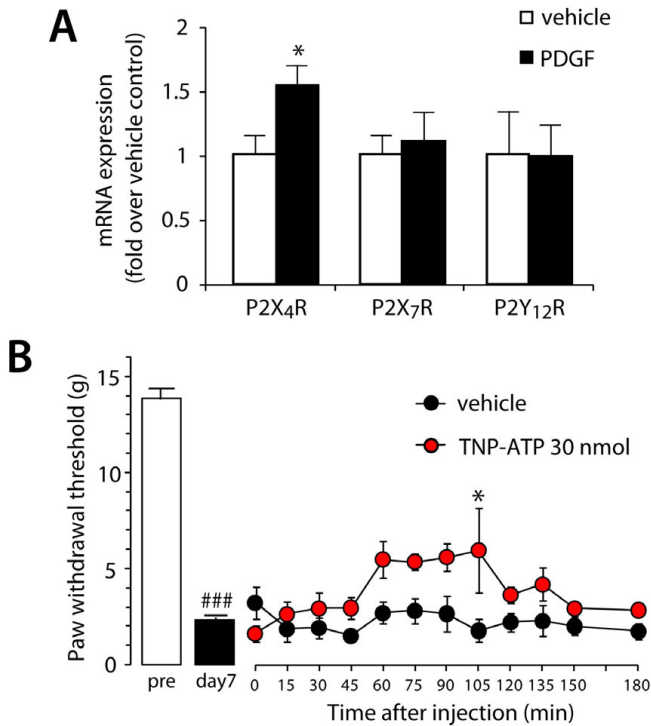 A
mRNA expression
(fold over vehicle control)
2
1.5
1
0.5
0
vehicle
PDGF
*
P2X4R
P2X7R
P2Y12R
B
Paw withdrawal threshold (g)
15
10
5
0
vehicle
TNP-ATP 30 nmol
*
###
pre
day7
0 15 30 45 60 75 90 105 120 135 150 180
Time after injection (min)